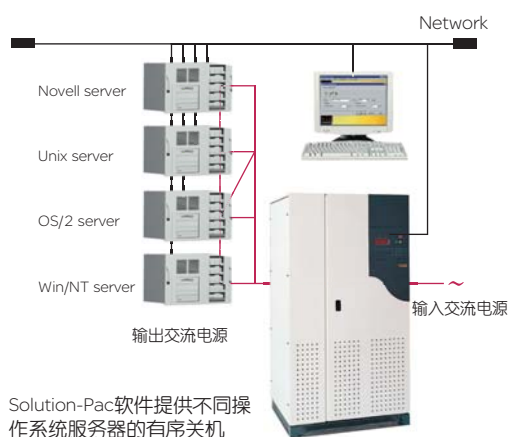 Network
Novell server
Unix server
OS/2 server
Win/NT server
~
输入交流电源
输出交流电源
Solution-Pac软件提供不同操
作系统服务器的有序关机